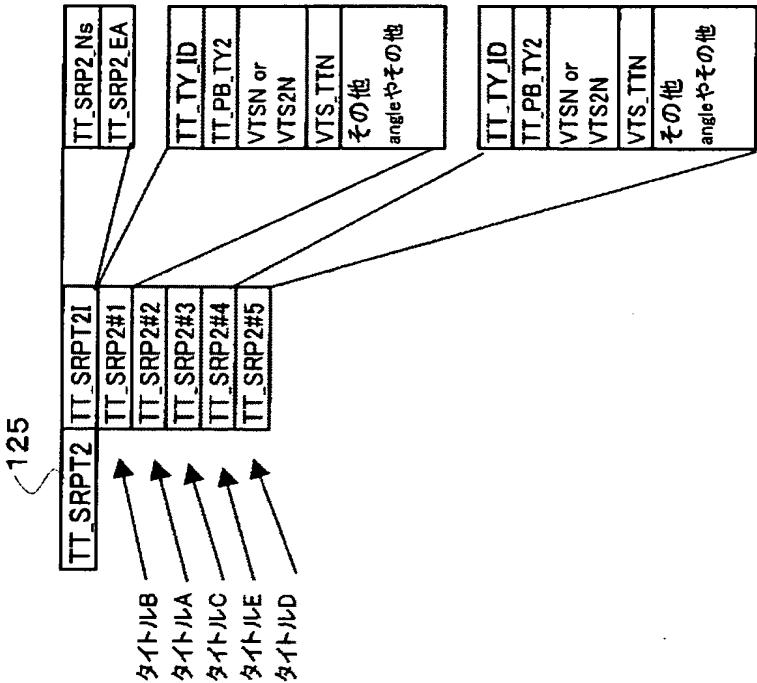 125
TT_SRPT2
TT_SRPT2I
TT_SRP2#1
TT_SRP2#2
TT_SRP2#3
TT_SRP2#4
TT_SRP2#5
タイトルB
タイトルA
タイトルC
タイトルE
タイトルD
TT_SRP2_Ns
TT_SRP2_EA
TT_TY_ID
TT_PB_TY2
VTSN or
VTS2N
VTS_TTN
その他
angleやその他
TT_TY_ID
TT_PB_TY2
VTSN or
VTS2N
VTS_TTN
その他
angleやその他